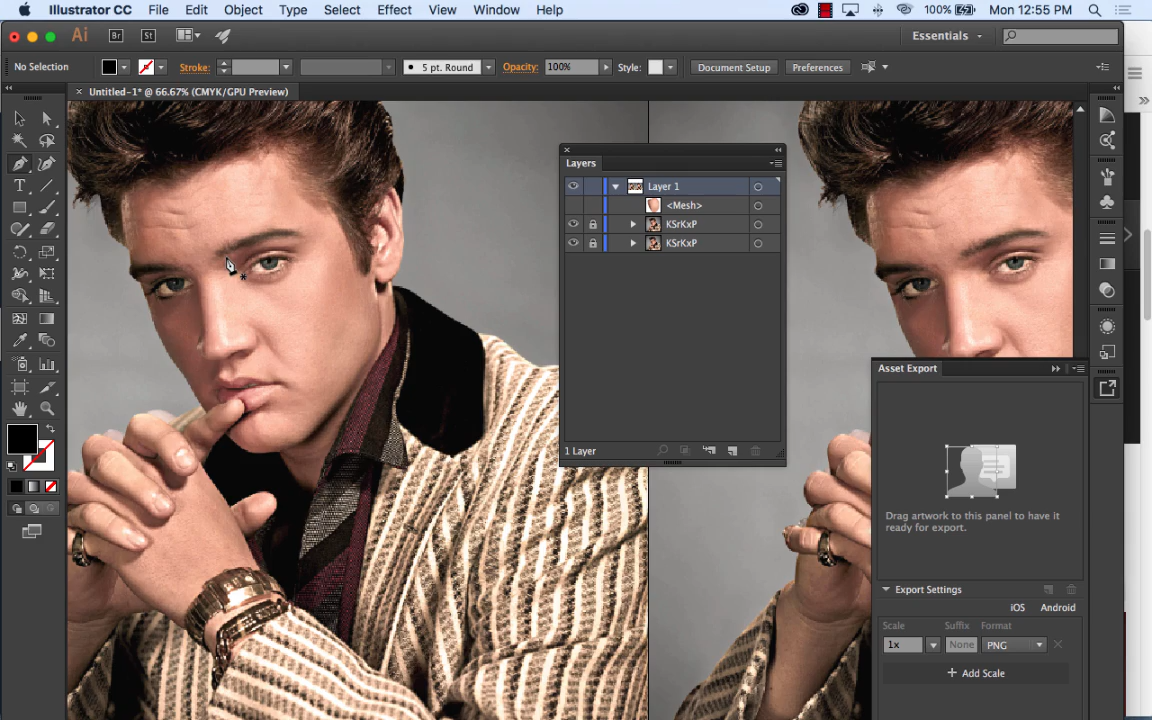 Illustrator CC File Edit Object Type Select Effect View Window Help 100% Mon 12:55 PM
Ai Br St Essentials
No Selection Stroke: 5 pt. Round Opacity: 100% Style: Document Setup Preferences
Untitled-1* @ 66.67% (CMYK/GPU Preview)
Layers
Layer 1
<Mesh>
KSrKxP
KSrKxP
1 Layer
Asset Export
Drag artwork to this panel to have it
ready for export.
Export Settings
iOS Android
Scale Suffix Format
1x None PNG
+ Add Scale